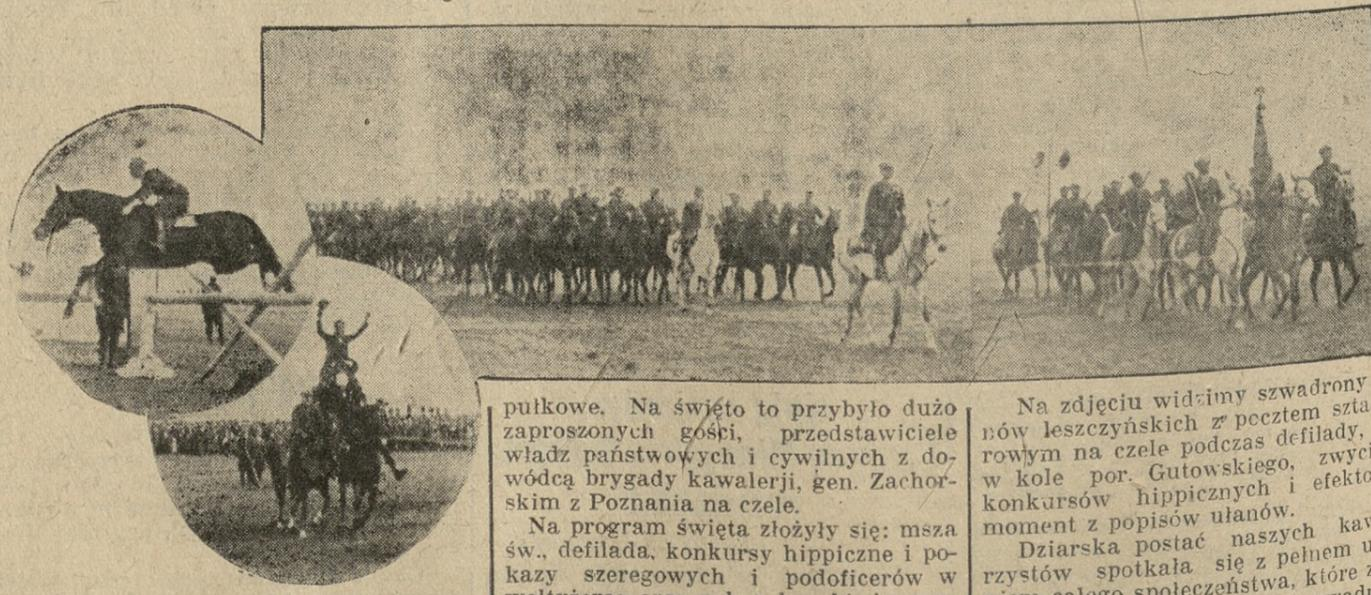 pułkowe. Na święto to przybyło dużo
zaproszonych gości, przedstawiciele
władz państwowych i cywilnych z do-
wódcą brygady kawalerji, gen. Zachor-
skim z Poznania na czele.
Na program święta złożyły się: msza
św., defilada, konkursy hippiczne i po-
kazy szeregowych i podoficerów w
Na zdjęciu widzimy szwadrony
nów leszczyńskich z pocztem szta
rowym na czele podczas defilady,
w kole por. Gutowskiego, zwyc
konkursów hippicznych i efekto
moment z popisów ułanów.
Dziarska postać naszych kaw
rzystów spotkała się z pełnem u
całego społeczeństwa, które